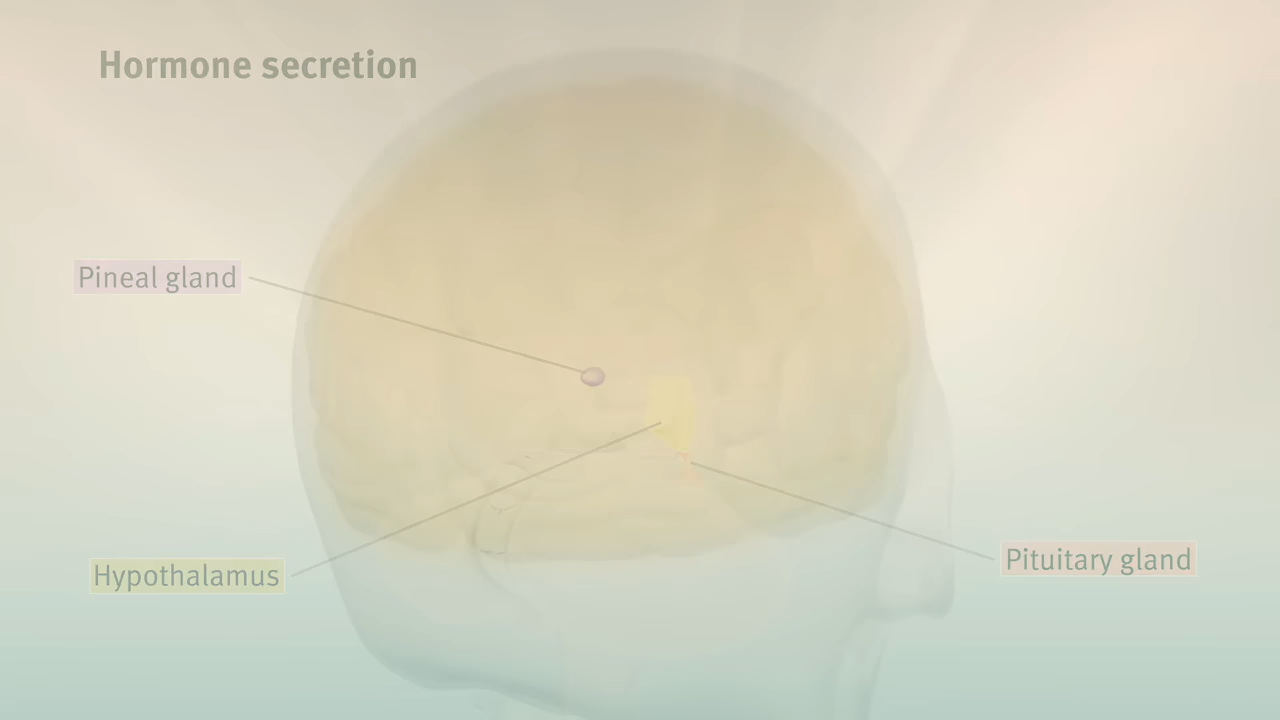 Hormone secretion
Pineal gland
Hypothalamus
Pituitary gland